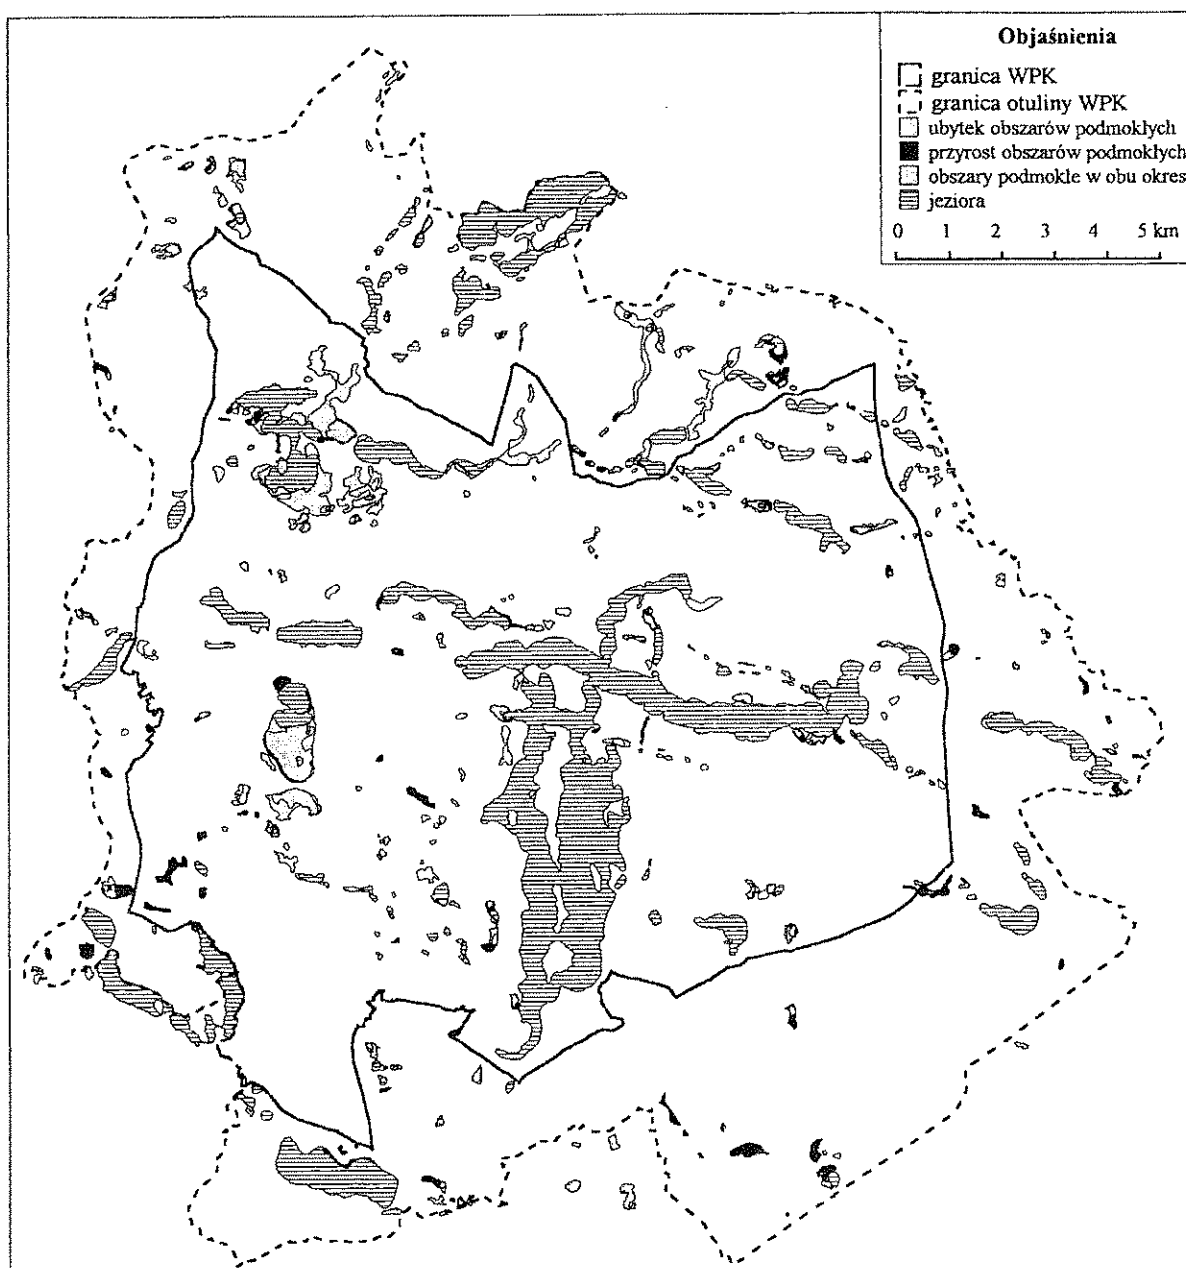 Objaśnienia
granica WPK
granica otuliny WPK
ubytek obszarów podmokłych
przyrost obszarów podmokłych
obszary podmokłe w obu okres
jeziora
0 1 2 3 4 5 km